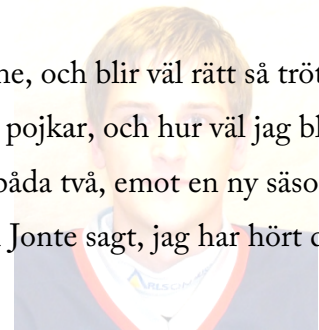 ne, och blir väl rätt så tröt
pojkar, och hur väl jag bl
båda två, emot en ny säso
Jonte sagt, jag har hört d